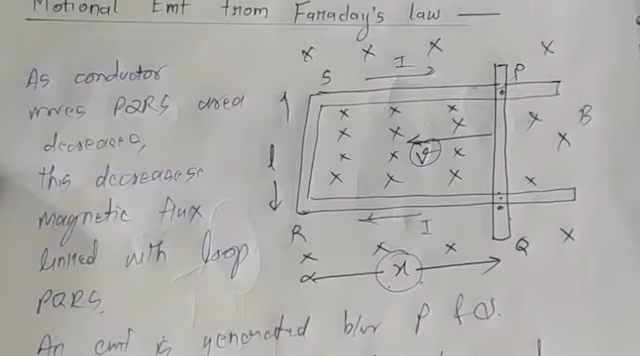 Motional Emf from Farraday's law —
As conductor
moves PQRS area
decreases,
this decreases
magnetic flux
linked with loop
PQRS.
S
I
P
B
l
v
R
I
Q
x
An emf is generated b/w P & Q.